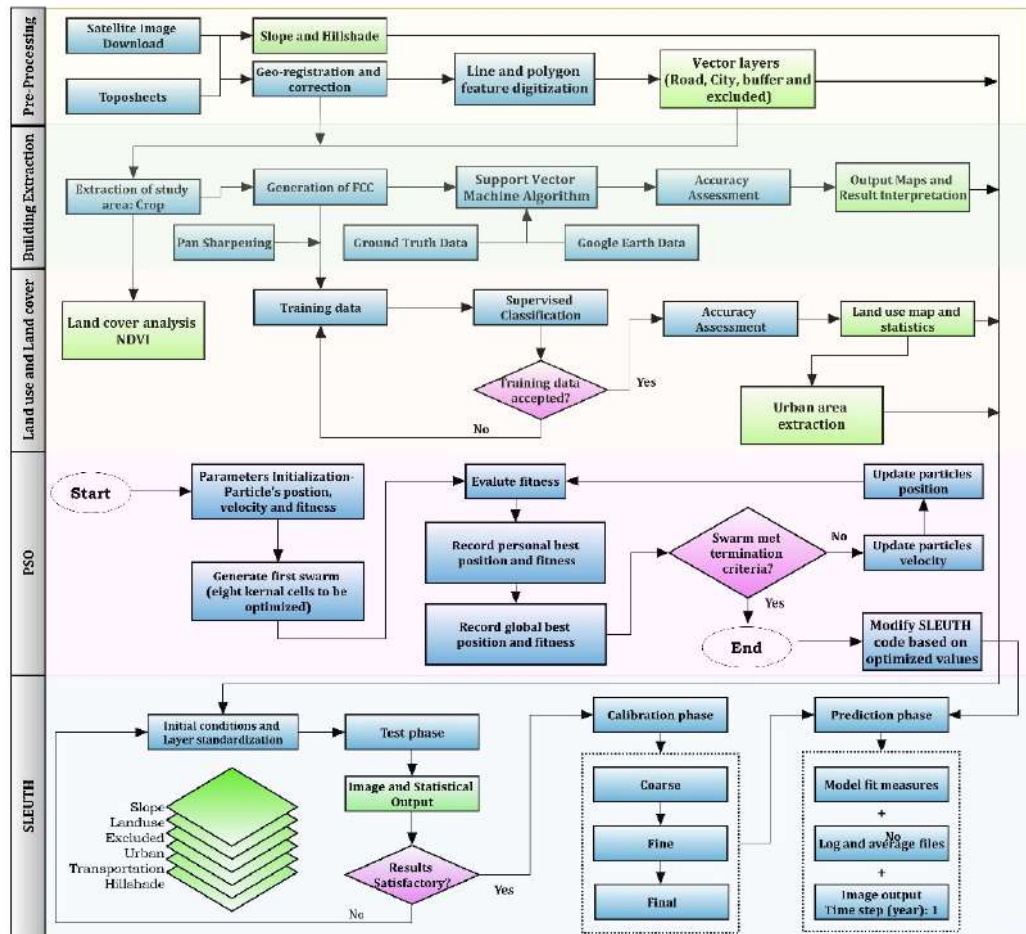 Pre-Processing
Satellite Image
Download
Slope and Hillshade
Toposheets
Geo-registration and
correction
Line and polygon
feature digitization
Vector layers
(Road, City, buffer and
excluded)
Building Extraction
Extraction of study
area: Crop
Generation of FCC
Support Vector
Machine Algorithm
Accuracy
Assessment
Output Maps and
Result Interpretation
Pan Sharpening
Ground Truth Data
Google Earth Data
Land use and Land cover
Land cover analysis
NDVI
Training data
Supervised
Classification
Accuracy
Assessment
Land use map and
statistics
Training data
accepted?
Yes
No
Urban area
extraction
PSO
Start
Parameters Initialization-
Particle's postion,
velocity and fitness
Generate first swarm
(eight kernel cells to be
optimized)
Evalute fitness
Record personal best
position and fitness
Record global best
position and fitness
Swarm met
termination
criteria?
No
Yes
Update particles
position
Update particles
velocity
End
Modify SLEUTH
code based on
optimized values
SLEUTH
Initial conditions and
Layer standardization
Test phase
Image and Statistical
Output
Results
Satisfactory?
Yes
No
Slope
Landuse
Excluded
Urban
Transportation
Hillshade
Calibration phase
Coarse
Fine
Final
Prediction phase
Model fit measures
+
No
Log and average files
+
Image output
Time step (year): 1